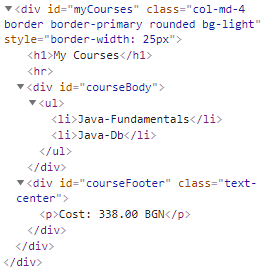 ▼<div id="myCourses" class="col-md-4
border border-primary rounded bg-light"
style="border-width: 25px">
<h1>My Courses</h1>
<hr>
▼<div id="courseBody">
▼<ul>
<li>Java-Fundamentals</li>
<li>Java-Db</li>
</ul>
</div>
▼<div id="courseFooter" class="text-
center">
<p>Cost: 338.00 BGN</p>
</div>
</div>
</div>